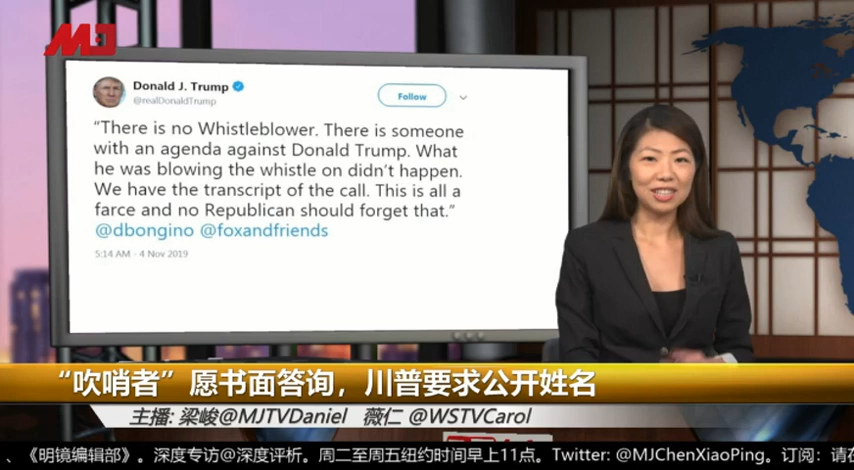 MJ
Donald J. Trump
@realDonaldTrump
Follow
“There is no Whistleblower. There is someone
with an agenda against Donald Trump. What
he was blowing the whistle on didn’t happen.
We have the transcript of the call. This is all a
farce and no Republican should forget that.”
@dbongino @foxandfriends
5:14 AM - 4 Nov 2019
“吹哨者”愿书面答询，川普要求公开姓名
主播: 梁峻@MJTVDaniel 薇仁 @WSTVCarol
、《明镜编辑部》。深度专访@深度评析。周二至周五纽约时间早上11点。Twitter: @MJChenXiaoPing。订阅：请在